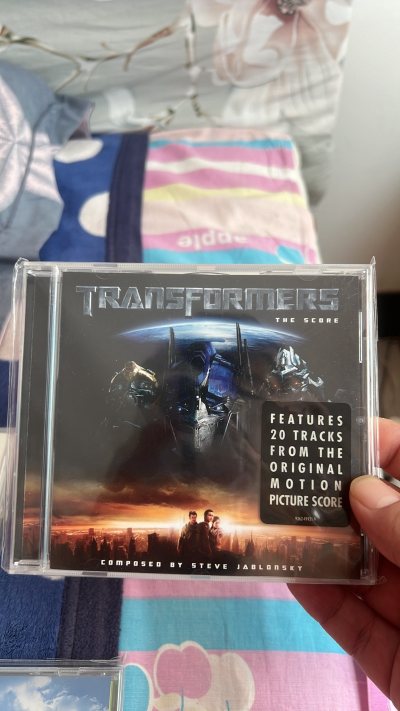 apple
TRANSFORMERS
THE SCORE
FEATURES
20 TRACKS
FROM THE
ORIGINAL
MOTION
PICTURE SCORE
COMPOSED BY STEVE JABLONSKY